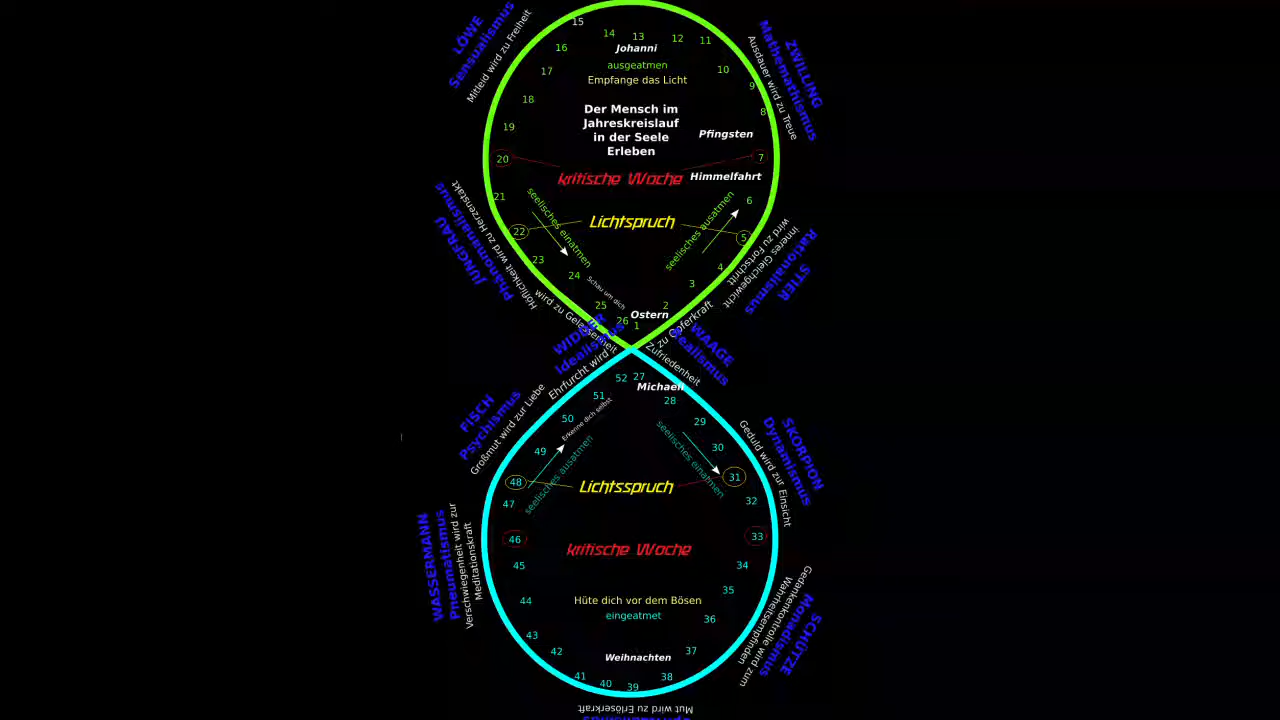 LÖWE
Sensualismus
Mitleid wird zu Freiheit
ZWILLING
Mathemathismus
Ausdauer wird zu Treue
15
14
13
12
11
16
Johanni
10
17
ausgeatmen
Empfange das Licht
9
18
8
Der Mensch im
Jahreskreislauf
in der Seele
Erleben
19
Pfingsten
20
7
kritische Woche
Himmelfahrt
21
6
seelisches einatmen
seelisches ausatmen
Lichtspruch
22
5
23
4
24
3
Schau um dich
25
2
26
1
Ostern
JUNGFRAU
Phänomanalismus
Höflichkeit wird zu Herzenstakt
STIER
Rationalismus
inneres Gleichgewicht
wird zu Fortschritt
WIDDER
Idealismus
Ehrfurcht wird
zu Opferkraft
WAAGE
Realismus
Zufriedenheit
wird zu Gelassenheit
52
27
Michaeli
51
28
Erkenne dich selbst
50
29
49
30
seelisches ausatmen
seelisches einatmen
48
Lichtsspruch
31
47
32
46
33
kritische Woche
45
34
44
35
Hüte dich vor dem Bösen
eingeatmet
43
36
42
37
Weihnachten
41
40
39
38
FISCH
Psychismus
Großmut wird zur Liebe
SKORPION
Dynamismus
Geduld wird zur Einsicht
WASSERMANN
Pneumatismus
Verschwiegenheit wird zur
Meditationskraft
SCHÜTZE
Monadismus
Gedankenkontrolle wird zum
Wahrheitsempfinden
Mut wird zu Erlöserkraft